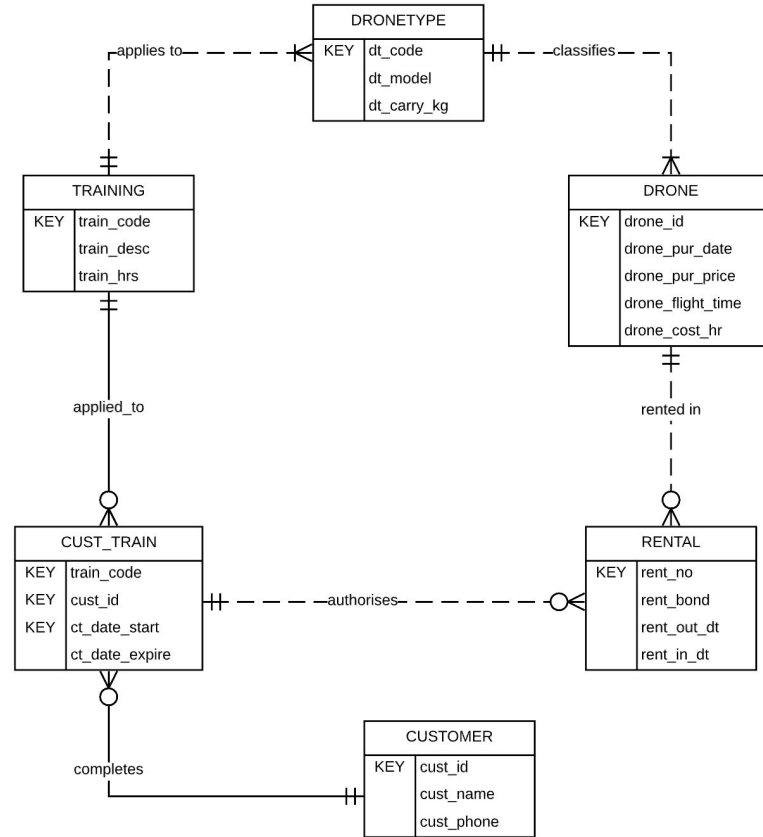 DRONETYPE
KEY dt_code
dt_model
dt_carry_kg
applies to
classifies
TRAINING
KEY train_code
train_desc
train_hrs
DRONE
KEY drone_id
drone_pur_date
drone_pur_price
drone_flight_time
drone_cost_hr
applied_to
rented in
CUST_TRAIN
KEY train_code
KEY cust_id
KEY ct_date_start
ct_date_expire
authorises
RENTAL
KEY rent_no
rent_bond
rent_out_dt
rent_in_dt
completes
CUSTOMER
KEY cust_id
cust_name
cust_phone